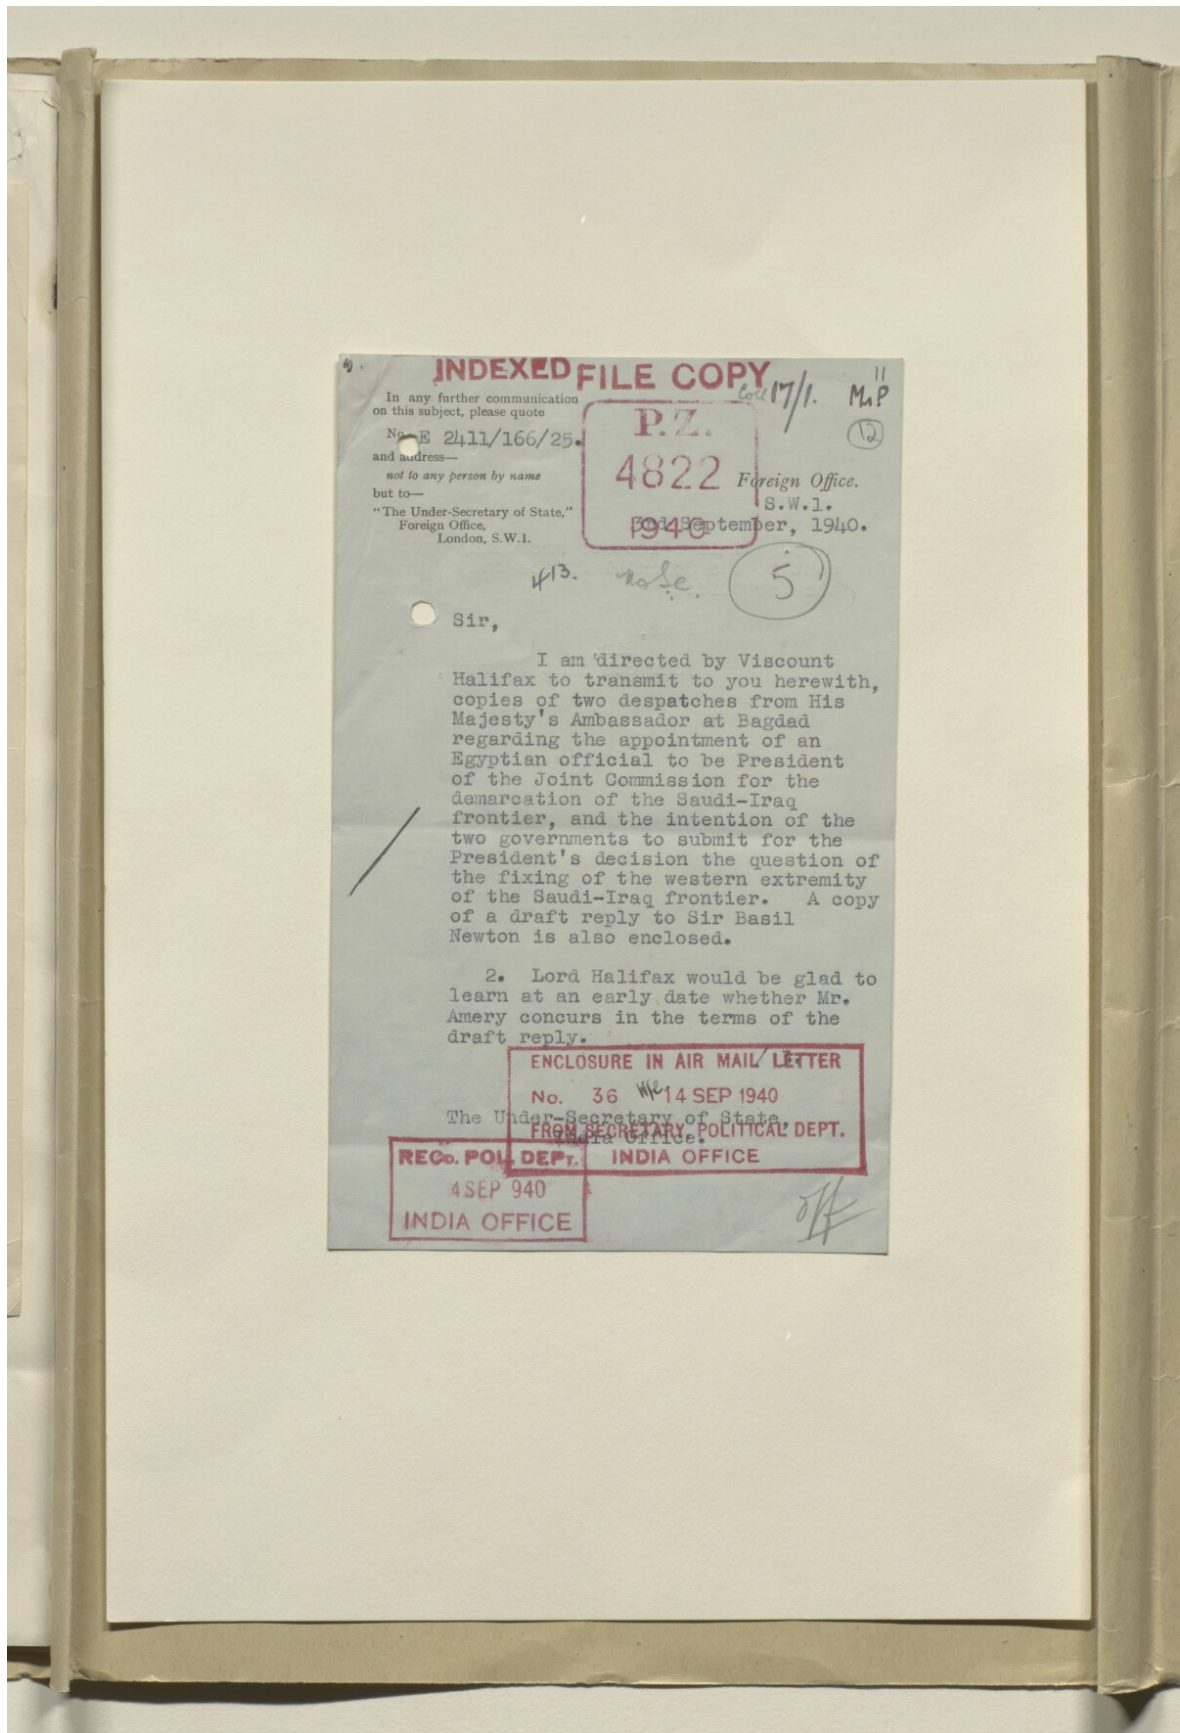 INDEXED FILE COPY
Coll 17/1.
11
12
In any further communication
on this subject, please quote
No. E 2411/166/25.
and address—
not to any person by name
but to—
"The Under-Secretary of State,"
Foreign Office,
London, S.W.1.
P.Z.
4822
1940
Foreign Office.
S.W.1.
3rd September, 1940.
413.
5
Sir,
I am directed by Viscount
Halifax to transmit to you herewith,
copies of two despatches from His
Majesty's Ambassador at Bagdad
regarding the appointment of an
Egyptian official to be President
of the Joint Commission for the
demarcation of the Saudi-Iraq
frontier, and the intention of the
two governments to submit for the
President's decision the question of
the fixing of the western extremity
of the Saudi-Iraq frontier. A copy
of a draft reply to Sir Basil
Newton is also enclosed.
2. Lord Halifax would be glad to
learn at an early date whether Mr.
Amery concurs in the terms of the
draft reply.
ENCLOSURE IN AIR MAIL LETTER
No. 36 14 SEP 1940
FROM SECRETARY, POLITICAL DEPT.
INDIA OFFICE
The Under-Secretary of State,
India Office.
RECD. POL. DEPT.
4 SEP 940
INDIA OFFICE